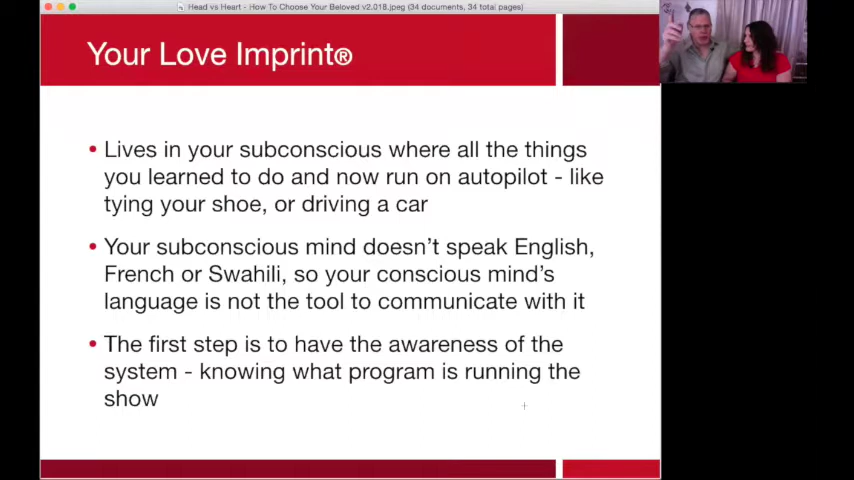 Head vs Heart - How To Choose Your Beloved v2.018.jpeg (34 documents, 34 total pages)
Your Love Imprint®
• Lives in your subconscious where all the things
you learned to do and now run on autopilot - like
tying your shoe, or driving a car
• Your subconscious mind doesn't speak English,
French or Swahili, so your conscious mind's
language is not the tool to communicate with it
• The first step is to have the awareness of the
system - knowing what program is running the
show